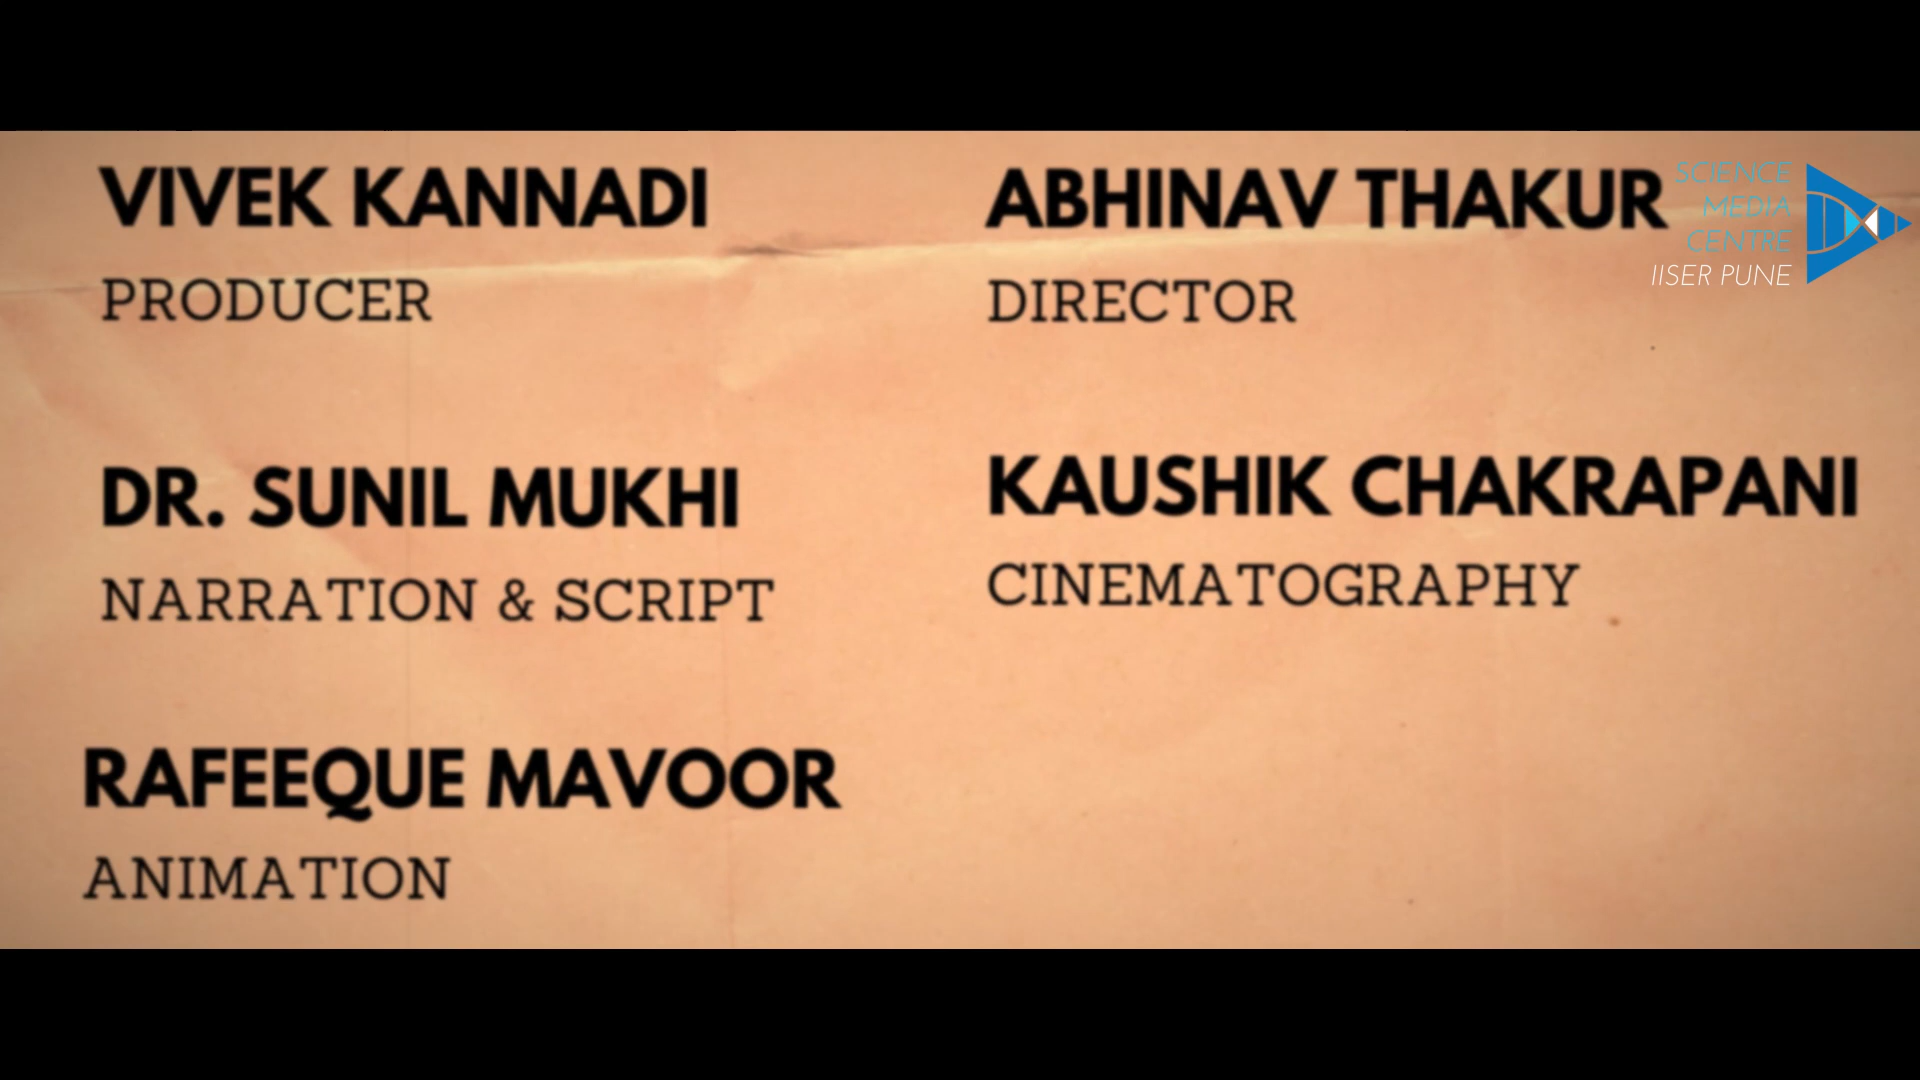 VIVEK KANNADI
PRODUCER
ABHINAV THAKUR
DIRECTOR
SCIENCE
MEDIA
CENTRE
IISER PUNE
DR. SUNIL MUKHI
NARRATION & SCRIPT
KAUSHIK CHAKRAPANI
CINEMATOGRAPHY
RAFEEQUE MAVOOR
ANIMATION